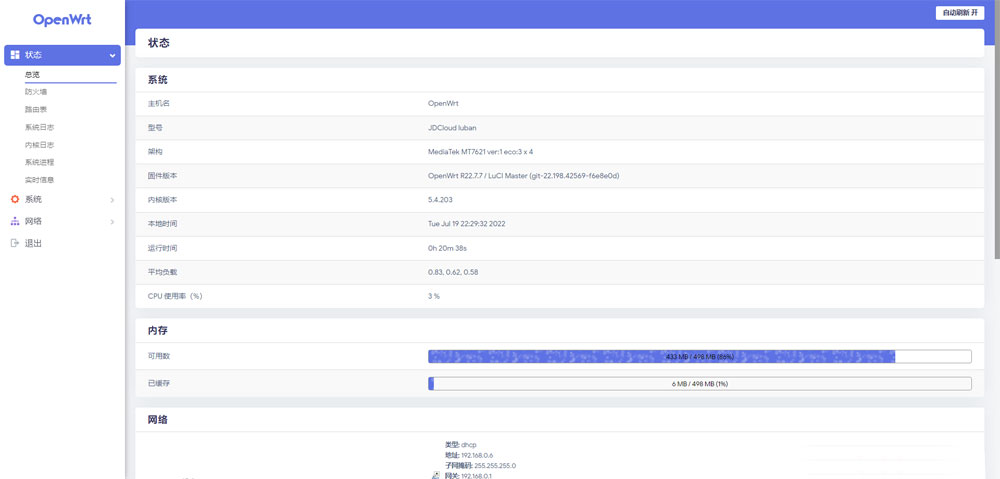 OpenWrt
自动刷新 开
状态
总览
防火墙
路由表
系统日志
内核日志
系统进程
实时信息
系统
网络
退出
状态
系统
主机名 OpenWrt
型号 JDCloud luban
架构 MediaTek MT7621 ver:1 eco:3 x 4
固件版本 OpenWrt R22.7.7 / LuCI Master (git-22.198.42569-f6e8e0d)
内核版本 5.4.203
本地时间 Tue Jul 19 22:29:32 2022
运行时间 0h 20m 38s
平均负载 0.83, 0.62, 0.58
CPU 使用率（%） 3 %
内存
可用数 433 MB / 498 MB (86%)
已缓存 6 MB / 498 MB (1%)
网络
类型: dhcp
地址: 192.168.0.6
子网掩码: 255.255.255.0
网关: 192.168.0.1